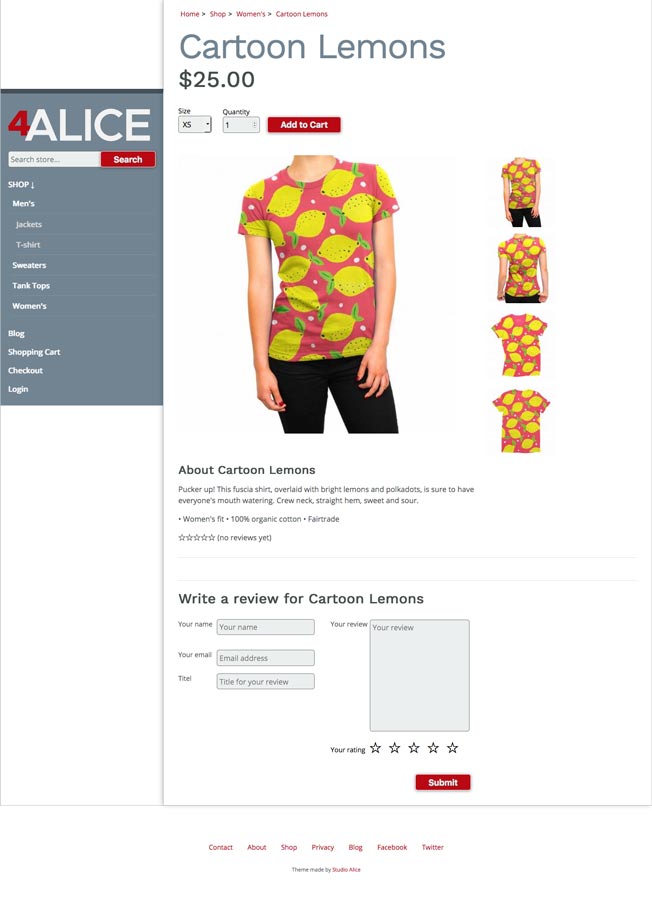 Home > Shop > Women's > Cartoon Lemons
Cartoon Lemons
$25.00
Size
Quantity
XS
1
Add to Cart
4ALICE
Search store...
Search
SHOP ↓
Men's
Jackets
T-shirt
Sweaters
Tank Tops
Women's
Blog
Shopping Cart
Checkout
Login
About Cartoon Lemons
Pucker up! This fuscia shirt, overlaid with bright lemons and polkadots, is sure to have
everyone's mouth watering. Crew neck, straight hem, sweet and sour.
• Women's fit • 100% organic cotton • Fairtrade
☆☆☆☆☆ (no reviews yet)
Write a review for Cartoon Lemons
Your name
Your name
Your email
Email address
Titel
Title for your review
Your review
Your review
Your rating ☆ ☆ ☆ ☆ ☆
Submit
Contact About Shop Privacy Blog Facebook Twitter
Theme made by Studio Alice